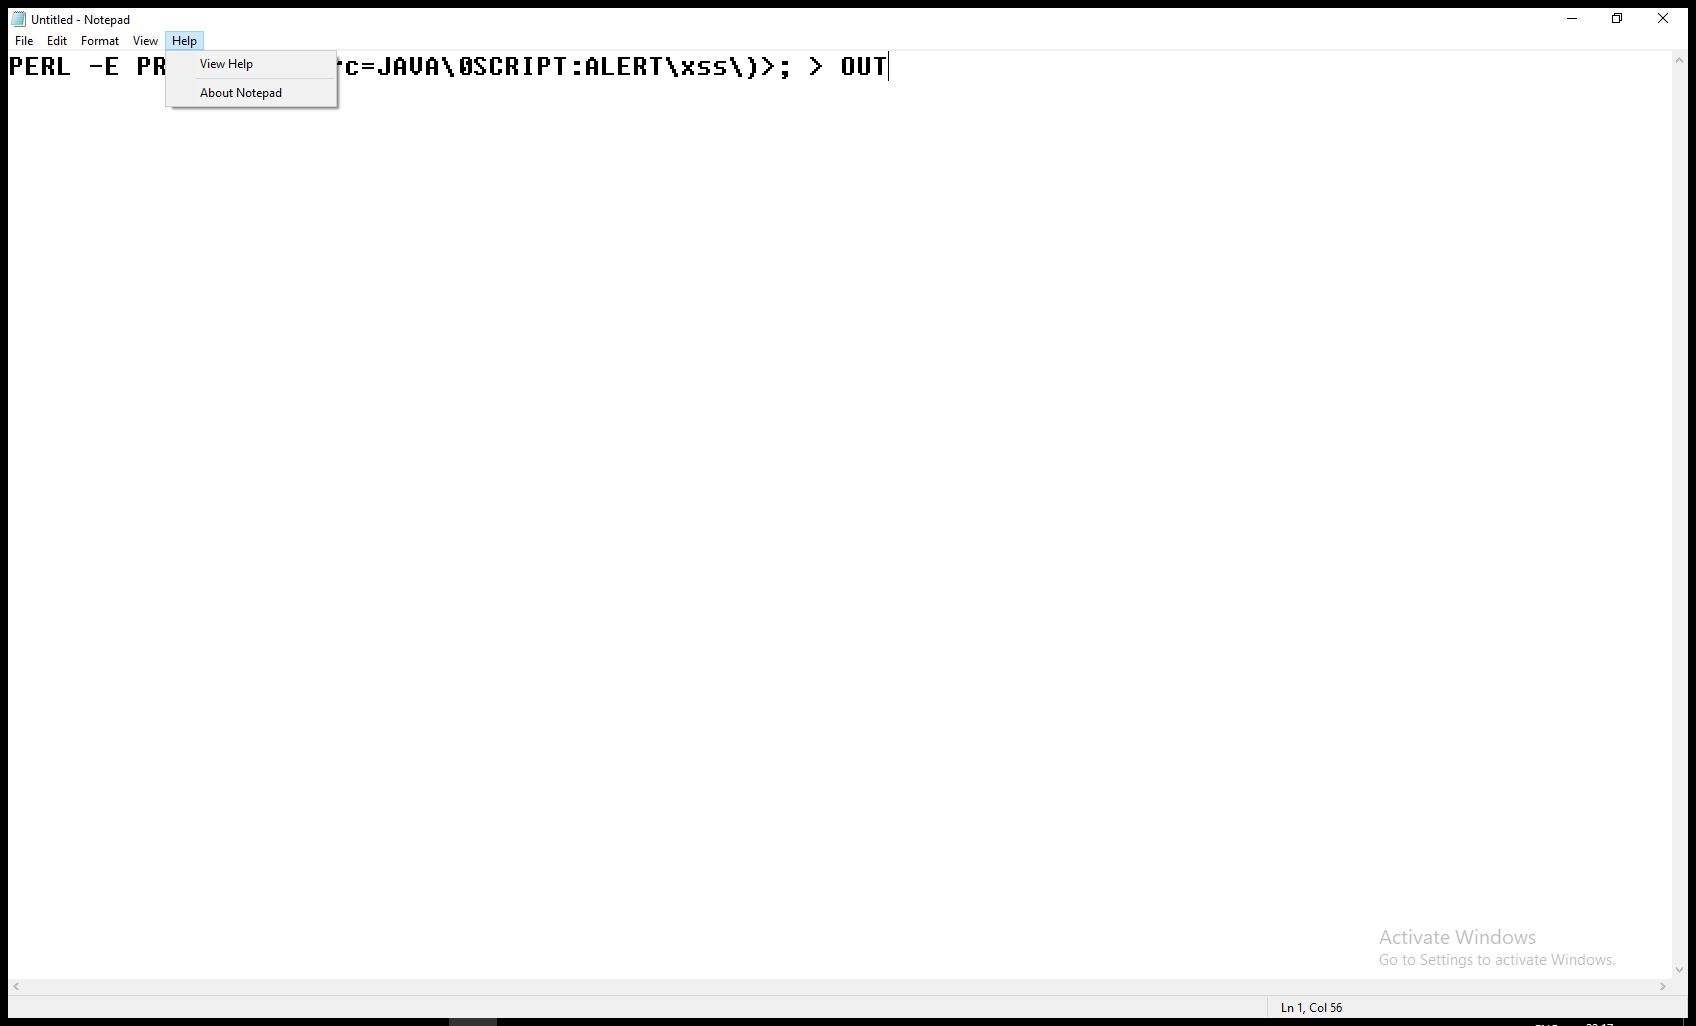 Untitled - Notepad
File Edit Format View Help
PERL -E PR c=JAVA\0SCRIPT:ALERT\xss\)>; > OUT
View Help
About Notepad
Activate Windows
Go to Settings to activate Windows.
Ln 1, Col 56